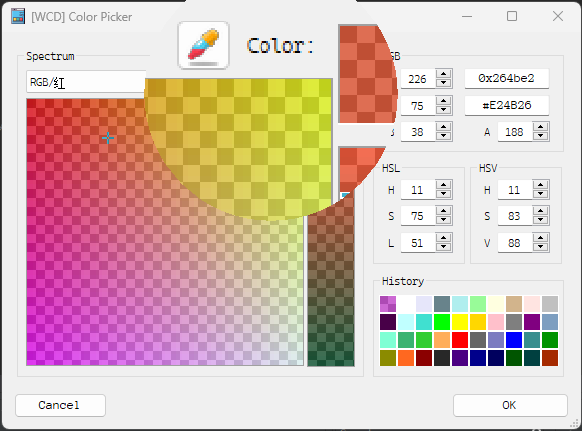 [WCD] Color Picker
Color:
Spectrum
RGB/
226
0x264be2
75
#E24B26
38
A
188
HSL
HSV
H
11
H
11
S
75
S
83
L
51
V
88
History
Cancel
OK